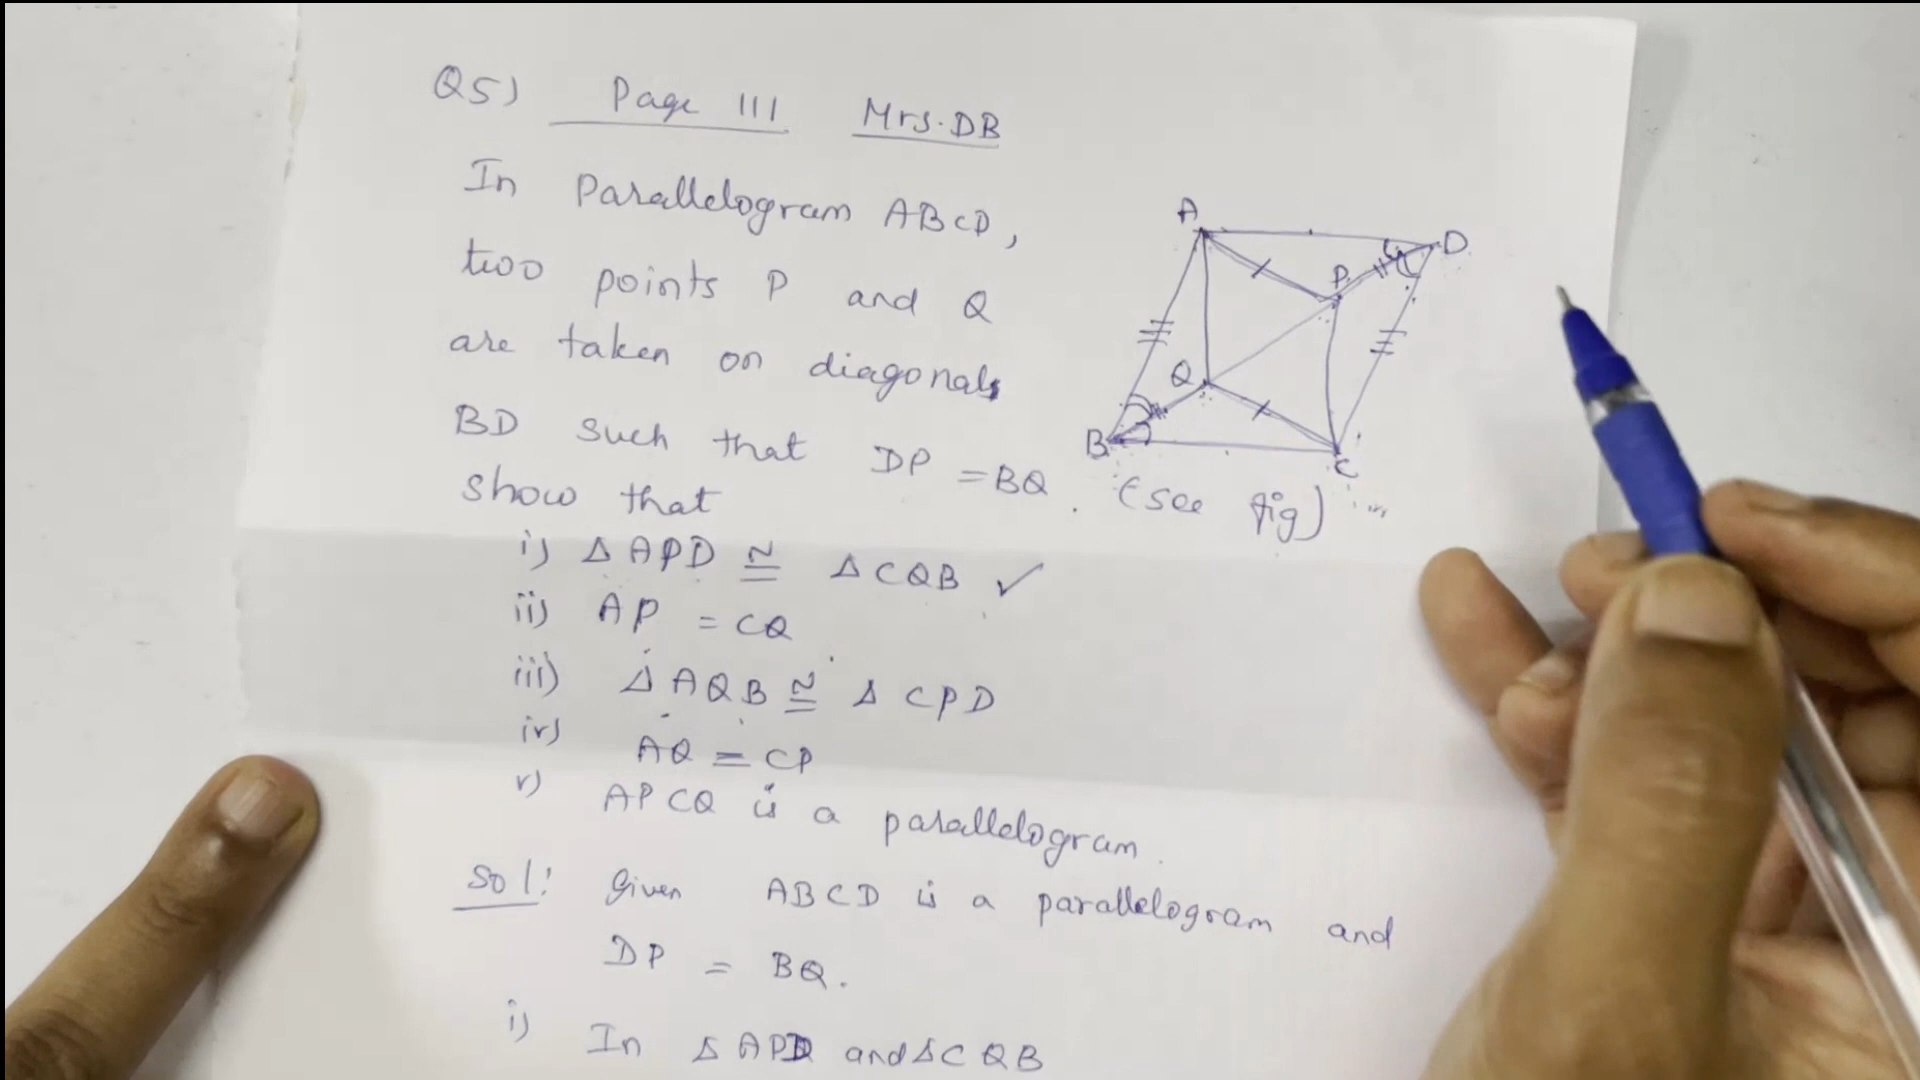 Q5) Page 111 Mrs.DB
In Parallelogram ABCD,
two points P and Q
are taken on diagonals
BD such that DP = BQ. (see fig)
show that
i) Δ APD ≅ Δ CQB ✓
ii) AP = CQ
iii) Δ AQB ≅ Δ CPD
iv) AQ = CP
v) APCQ is a parallelogram.
Sol: Given ABCD is a parallelogram and
DP = BQ.
i) In Δ APD and Δ CQB
A
D
P
Q
B
C